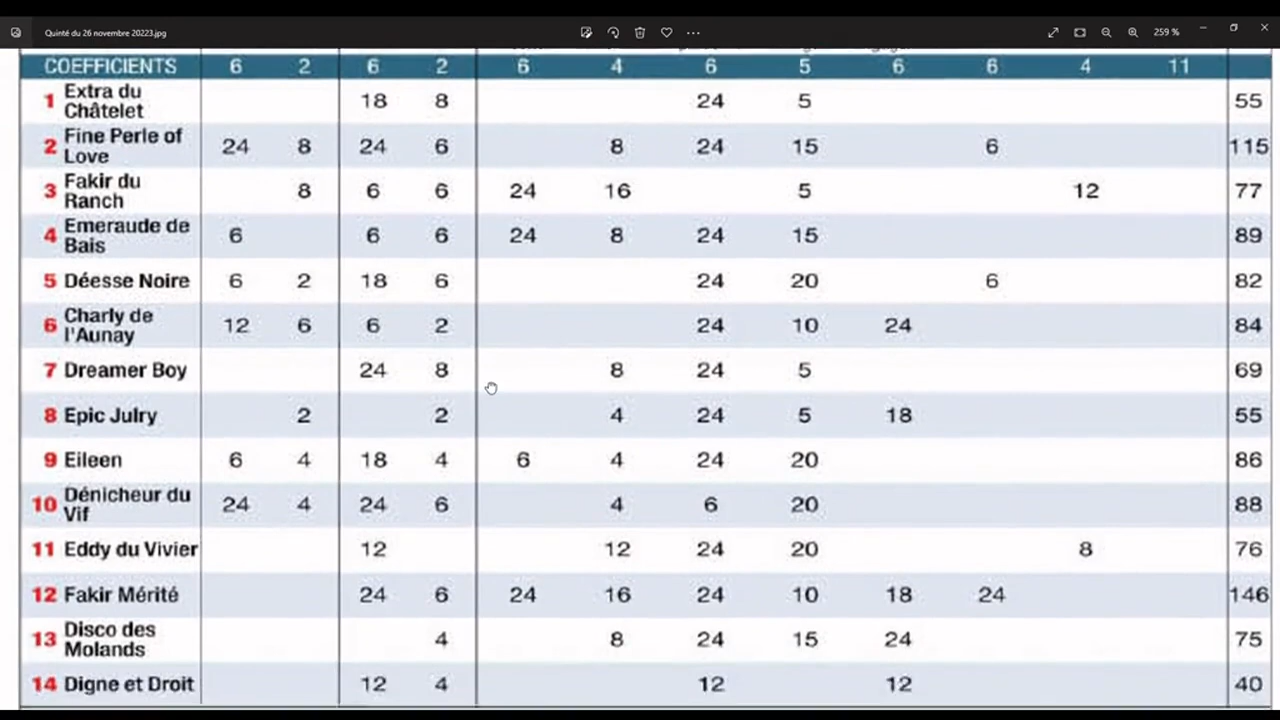 Quinté du 26 novembre 20223.jpg
259 %
COEFFICIENTS 6 2 6 2 6 4 6 5 6 6 4 11
1 Extra du Châtelet 18 8 24 5 55
2 Fine Perle of Love 24 8 24 6 8 24 15 6 115
3 Fakir du Ranch 8 6 6 24 16 5 12 77
4 Emeraude de Bais 6 6 6 24 8 24 15 89
5 Déesse Noire 6 2 18 6 24 20 6 82
6 Charly de l'Aunay 12 6 6 2 24 10 24 84
7 Dreamer Boy 24 8 8 24 5 69
8 Epic Julry 2 2 4 24 5 18 55
9 Eileen 6 4 18 4 6 4 24 20 86
10 Dénicheur du Vif 24 4 24 6 4 6 20 88
11 Eddy du Vivier 12 12 24 20 8 76
12 Fakir Mérité 24 6 24 16 24 10 18 24 146
13 Disco des Molands 4 8 24 15 24 75
14 Digne et Droit 12 4 12 12 40